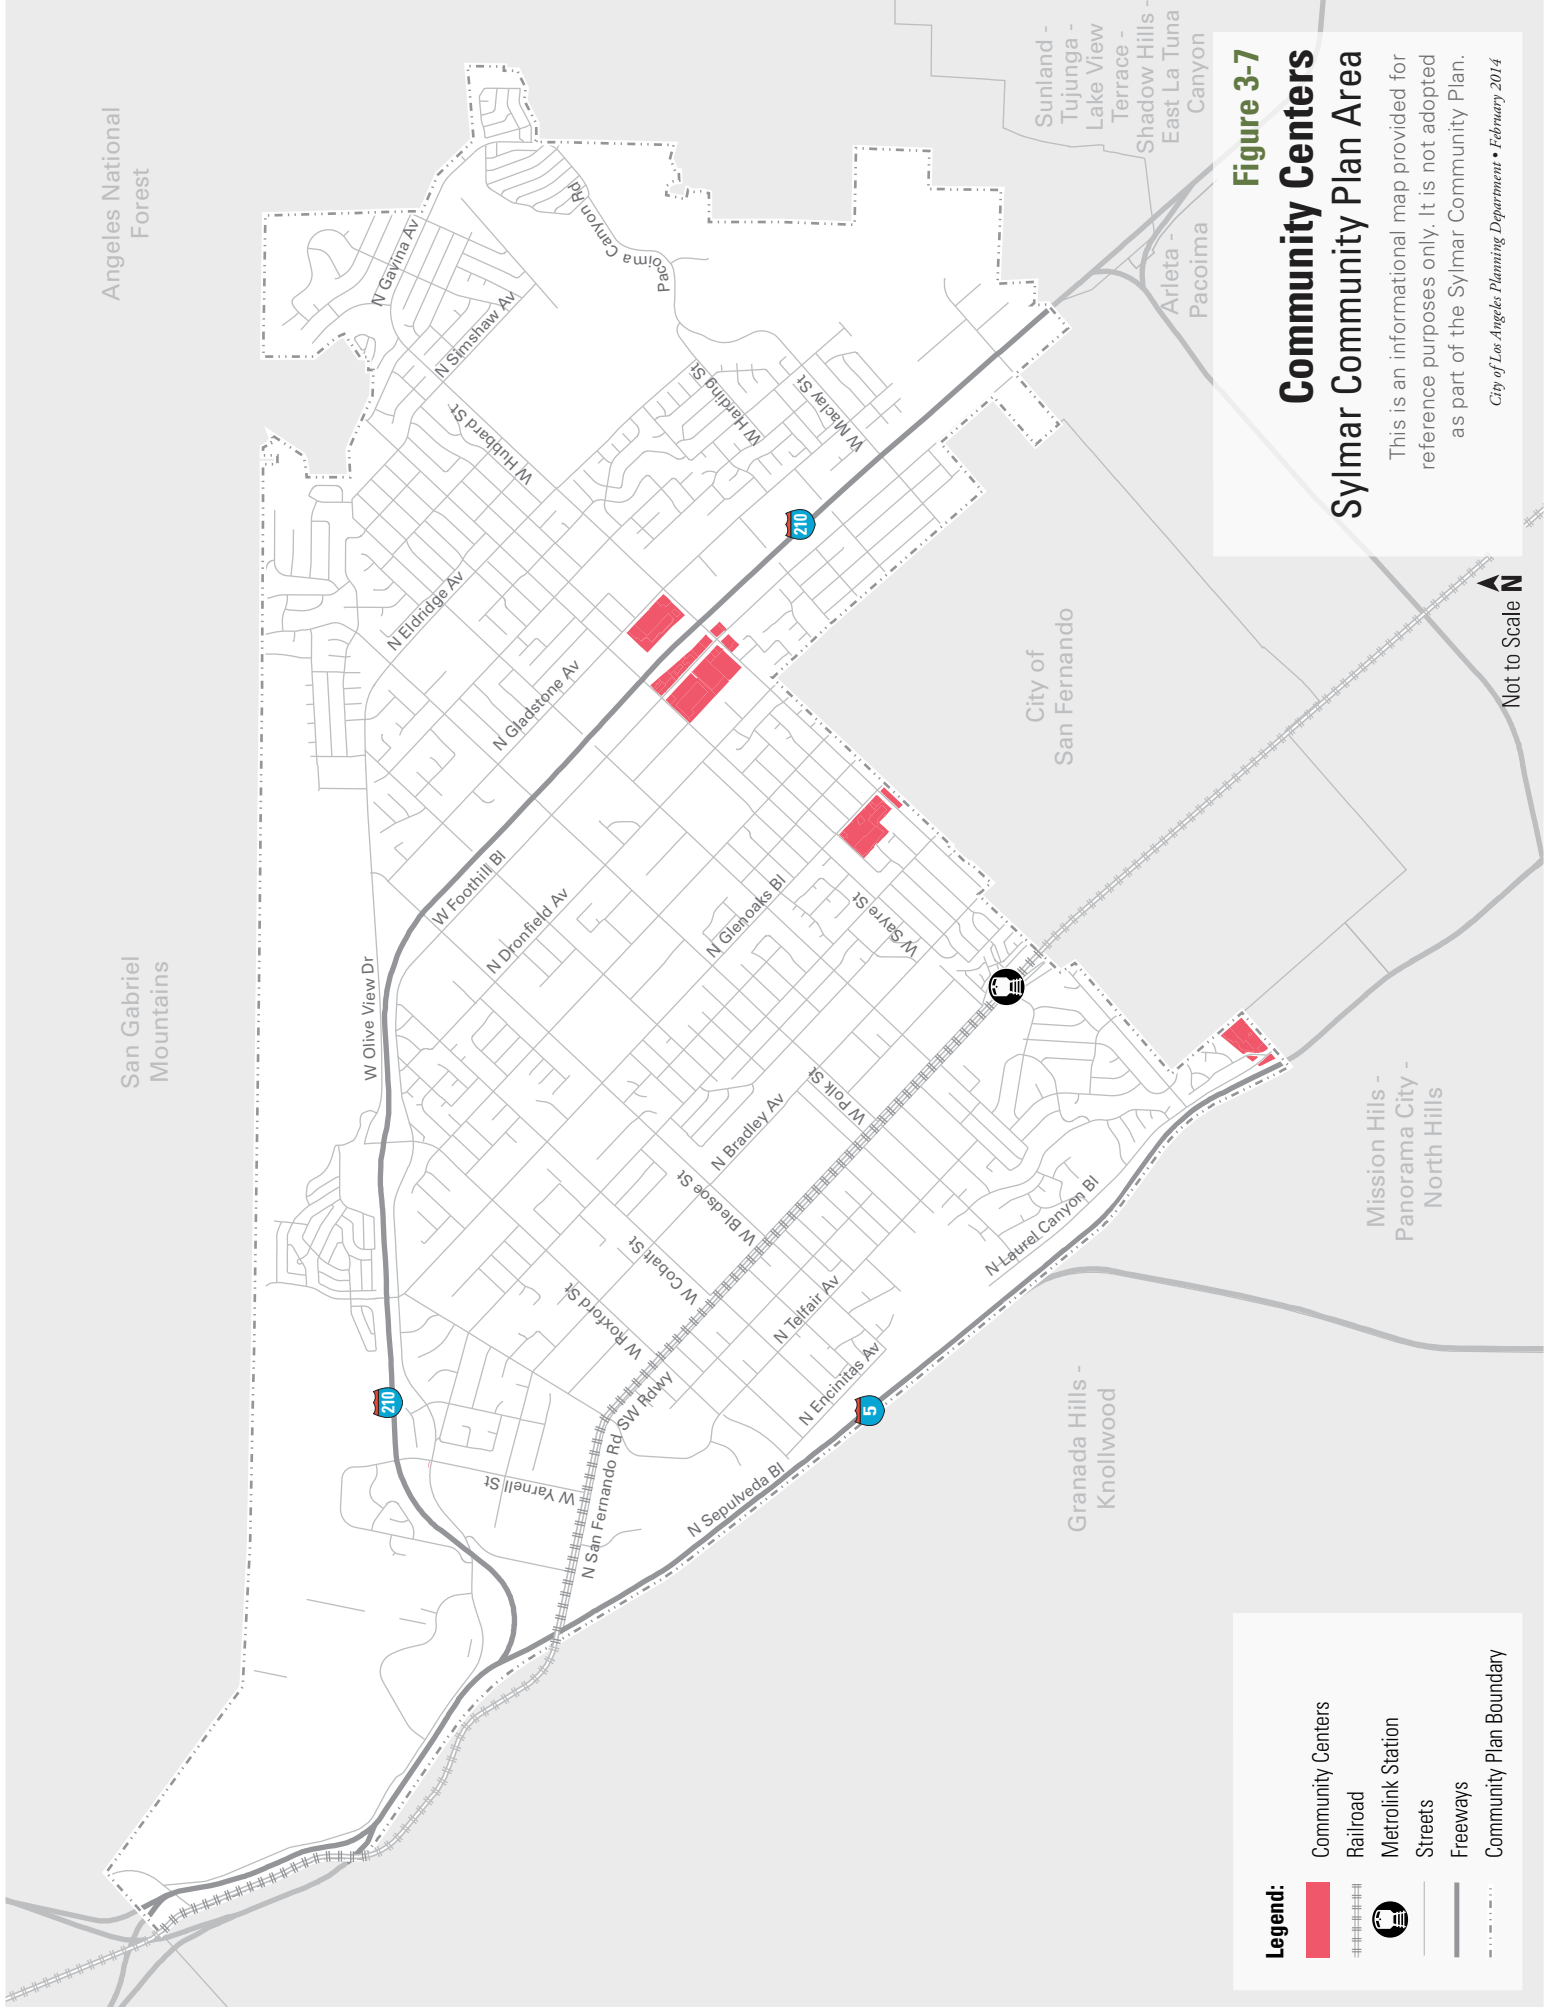 Figure 3-7
Community Centers
Sylmar Community Plan Area
This is an informational map provided for
reference purposes only. It is not adopted
as part of the Sylmar Community Plan.
City of Los Angeles Planning Department • February 2014
San Gabriel
Mountains
Angeles National
Forest
Sunland -
Tujunga -
Lake View
Terrace -
Shadow Hills -
East La Tuna
Canyon
Arleta -
Pacoima
City of
San Fernando
Mission Hils -
Panorama City -
North Hills
Granada Hills -
Knollwood
N Gavina Av
N Simshaw Av
Pacoima Canyon Rd
W Hubbard St
W Harding St
W Maclay St
N Eldridge Av
N Gladstone Av
W Foothill Bl
N Dronfield Av
N Glenoaks Bl
W Sayre St
W Olive View Dr
N Bradley Av
W Polk St
W Bledsoe St
W Cobalt St
W Roxford St
N Telfair Av
N Encinitas Av
N Laurel Canyon Bl
N Sepulveda Bl
W Yarnell St
N San Fernando Rd SW Rdwy
210
210
5
Not to Scale
N
Legend:
Community Centers
Railroad
Metrolink Station
Streets
Freeways
Community Plan Boundary